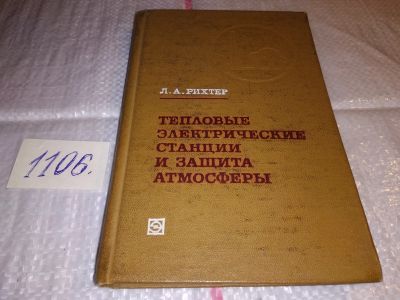 Л. А. РИХТЕР
ТЕПЛОВЫЕ
ЭЛЕКТРИЧЕСКИЕ
СТАНЦИИ
И ЗАЩИТА
АТМОСФЕРЫ
1106.